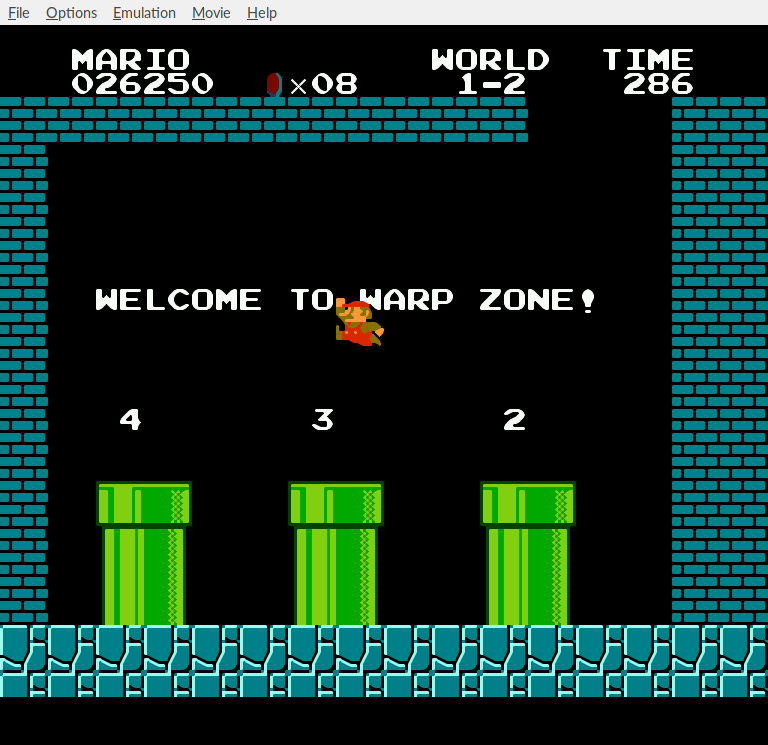 File Options Emulation Movie Help
MARIO WORLD TIME
026250 ×08 1-2 286
WELCOME TO WARP ZONE!
4 3 2